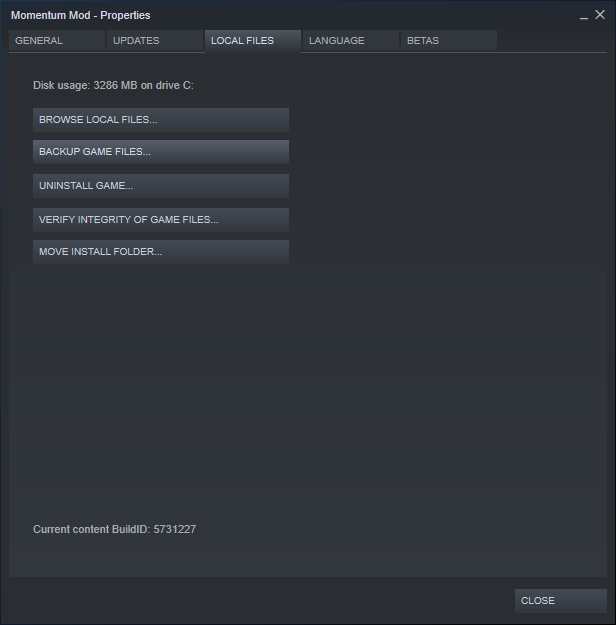 Momentum Mod - Properties
GENERAL
UPDATES
LOCAL FILES
LANGUAGE
BETAS
Disk usage: 3286 MB on drive C:
BROWSE LOCAL FILES...
BACKUP GAME FILES...
UNINSTALL GAME...
VERIFY INTEGRITY OF GAME FILES...
MOVE INSTALL FOLDER...
Current content BuildID: 5731227
CLOSE